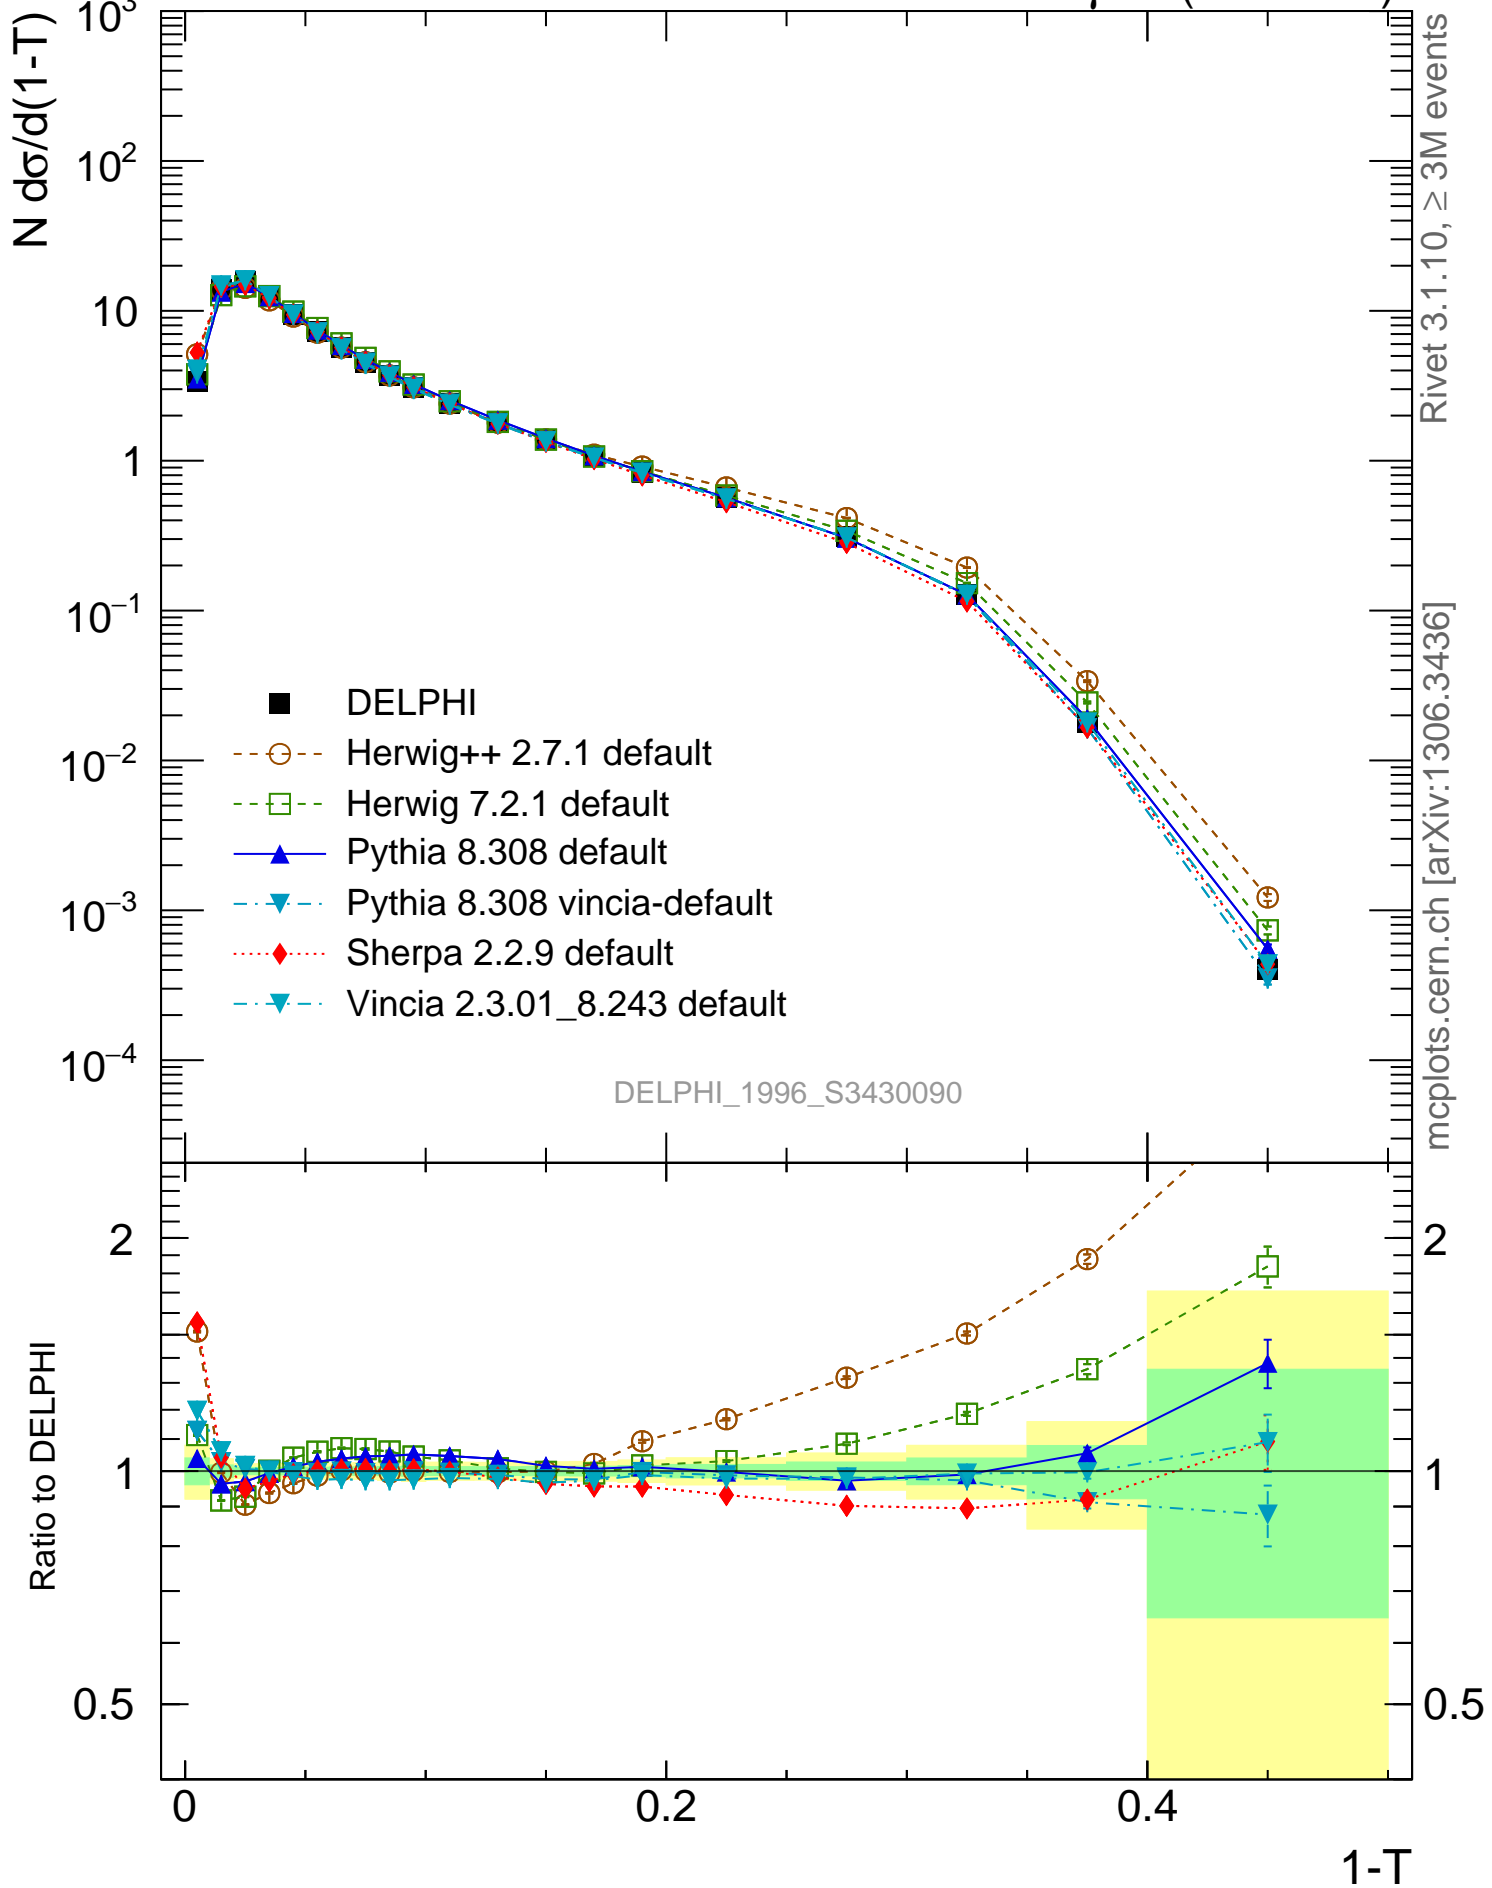 N dσ/d(1-T)
10³
10²
10
1
10⁻¹
10⁻²
10⁻³
10⁻⁴
DELPHI
Herwig++ 2.7.1 default
Herwig 7.2.1 default
Pythia 8.308 default
Pythia 8.308 vincia-default
Sherpa 2.2.9 default
Vincia 2.3.01_8.243 default
DELPHI_1996_S3430090
Rivet 3.1.10, ≥ 3M events
mcplots.cern.ch [arXiv:1306.3436]
Ratio to DELPHI
2
1
0.5
2
1
0.5
0
0.2
0.4
1-T